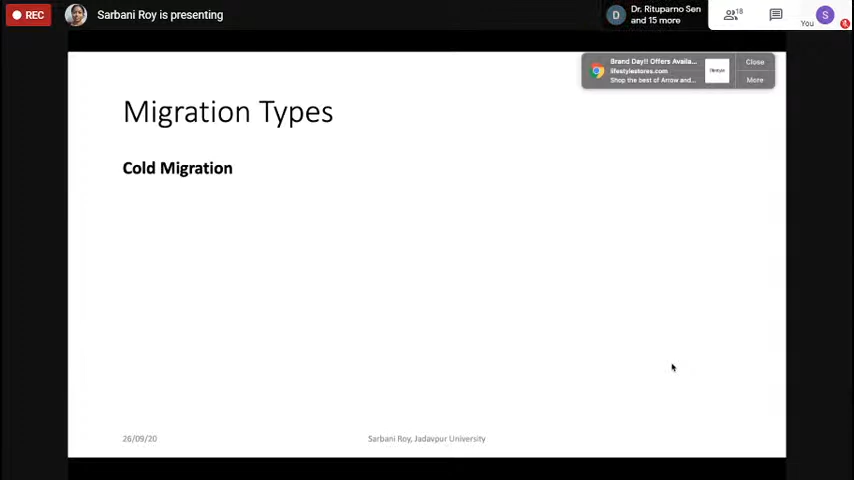 REC
Sarbani Roy is presenting
Dr. Rituparno Sen
and 15 more
D
18
You
S
Brand Day!! Offers Availa...
lifestylestores.com
Shop the best of Arrow and...
Close
More
Migration Types
Cold Migration
26/09/20
Sarbani Roy, Jadavpur University